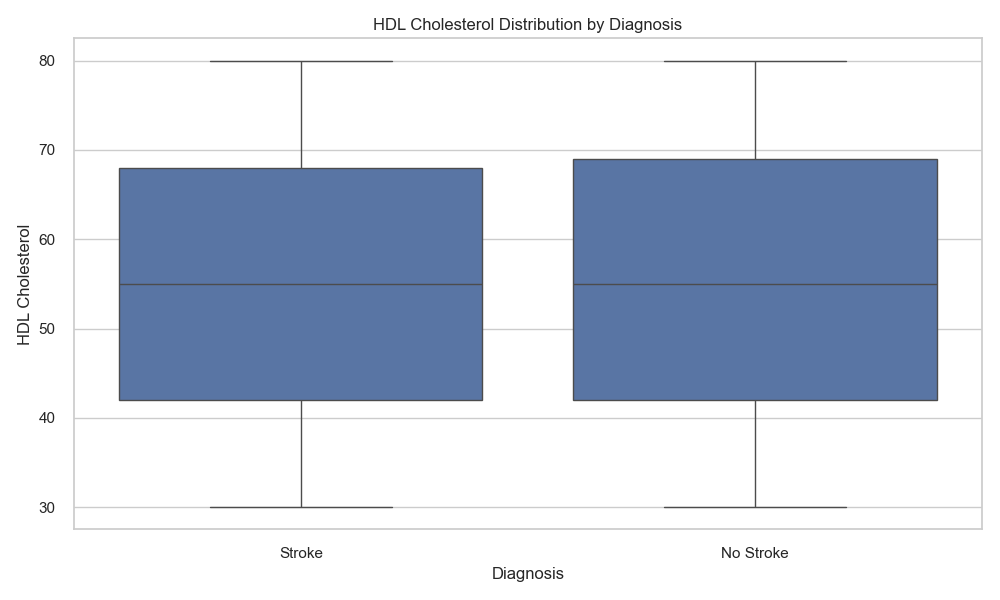 HDL Cholesterol Distribution by Diagnosis
HDL Cholesterol
80
70
60
50
40
30
Stroke
No Stroke
Diagnosis